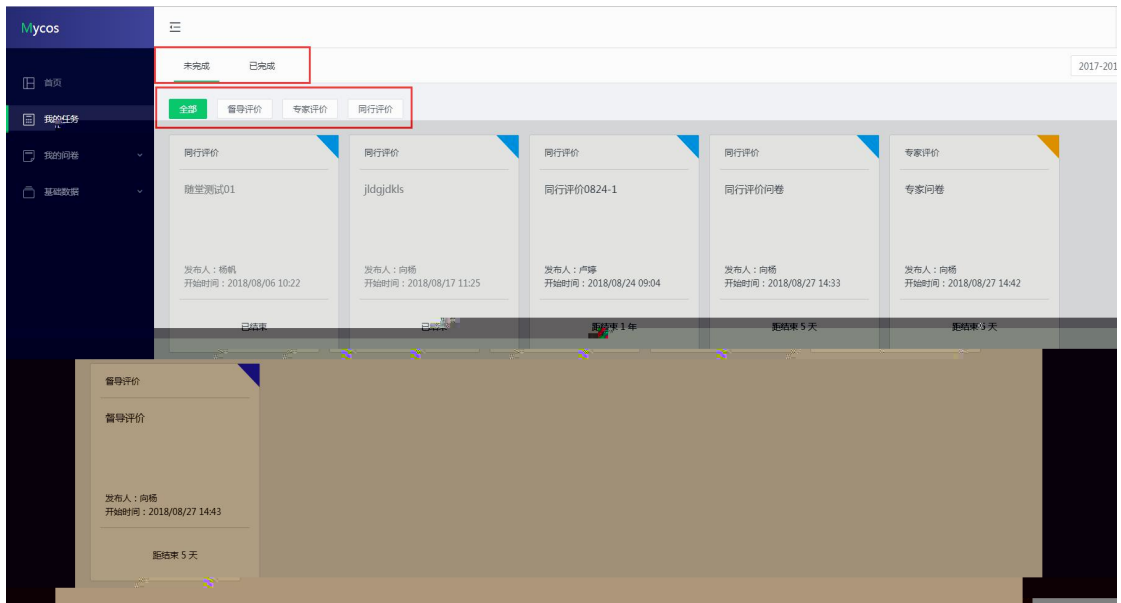 Mycos
未完成 已完成
2017-201
首页
全部 督导评价 专家评价 同行评价
我的任务
我的问卷
基础数据
同行评价 同行评价 同行评价 同行评价 专家评价
随堂测试01 jldgjdkls 同行评价0824-1 同行评价问卷 专家问卷
发布人：杨帆 发布人：向杨 发布人：卢婷 发布人：向杨 发布人：向杨
开始时间：2018/08/06 10:22 开始时间：2018/08/17 11:25 开始时间：2018/08/24 09:04 开始时间：2018/08/27 14:33 开始时间：2018/08/27 14:42
已结束 已结束 距结束 1 年 距结束 5 天 距结束 天
督导评价
督导评价
发布人：向杨
开始时间：2018/08/27 14:43
距结束 5 天